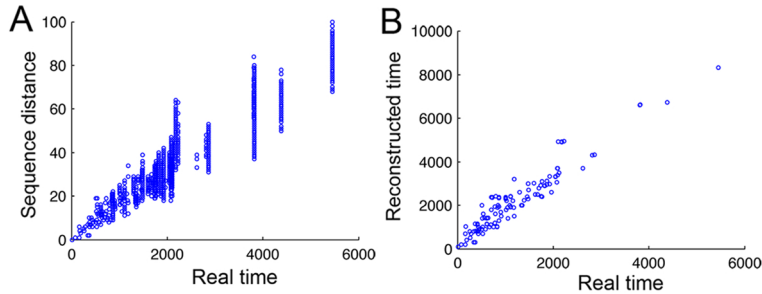 A
Sequence distance
100
80
60
40
20
0
0 2000 4000 6000
Real time
B
Reconstructed time
10000
8000
6000
4000
2000
0
0 2000 4000 6000
Real time